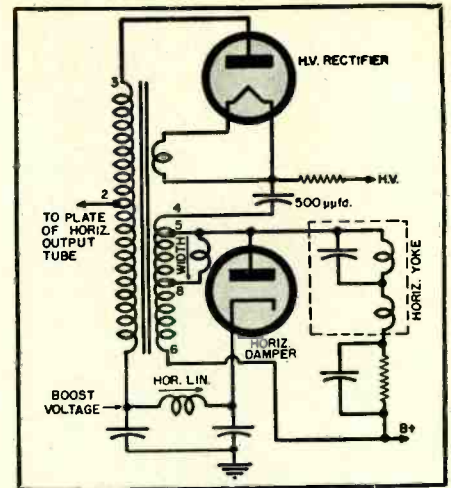 3
H.V. RECTIFIER
2
TO PLATE
OF HORIZ.
OUTPUT
TUBE
H.V.
500 μμfd.
4
5
WIDTH
8
6
HORIZ.
DAMPER
HORIZ. YOKE
BOOST
VOLTAGE
HOR. LIN.
B+